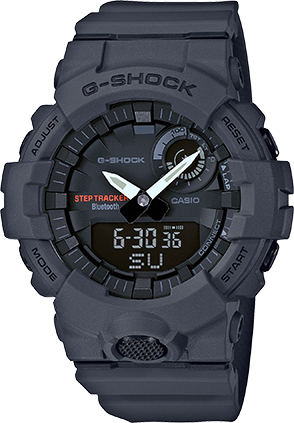 G-SHOCK
ADJUST
RESET
G-SHOCK
STEP TRACKER
Bluetooth
CASIO
CONNECT
6:30 36
SU
MODE
START